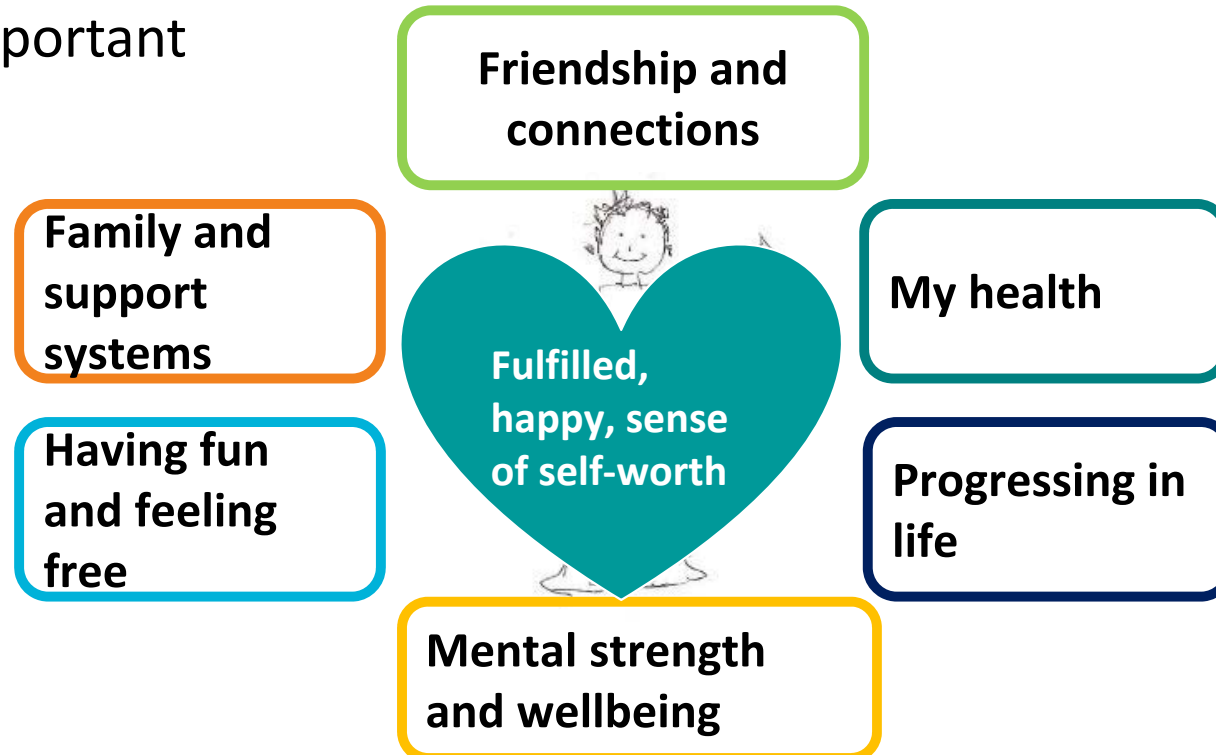 portant
Friendship and
connections
Family and
support
systems
My health
Fulfilled,
happy, sense
of self-worth
Having fun
and feeling
free
Progressing in
life
Mental strength
and wellbeing